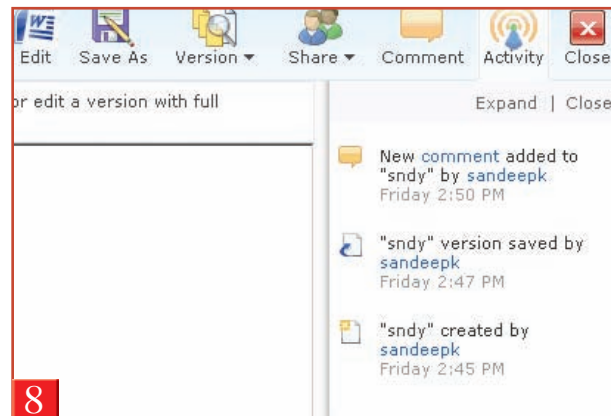 Edit Save As Version Share Comment Activity Close
or edit a version with full
Expand | Close
New comment added to
"sndy" by sandeepk
Friday 2:50 PM
"sndy" version saved by
sandeepk
Friday 2:47 PM
"sndy" created by
sandeepk
Friday 2:45 PM
8